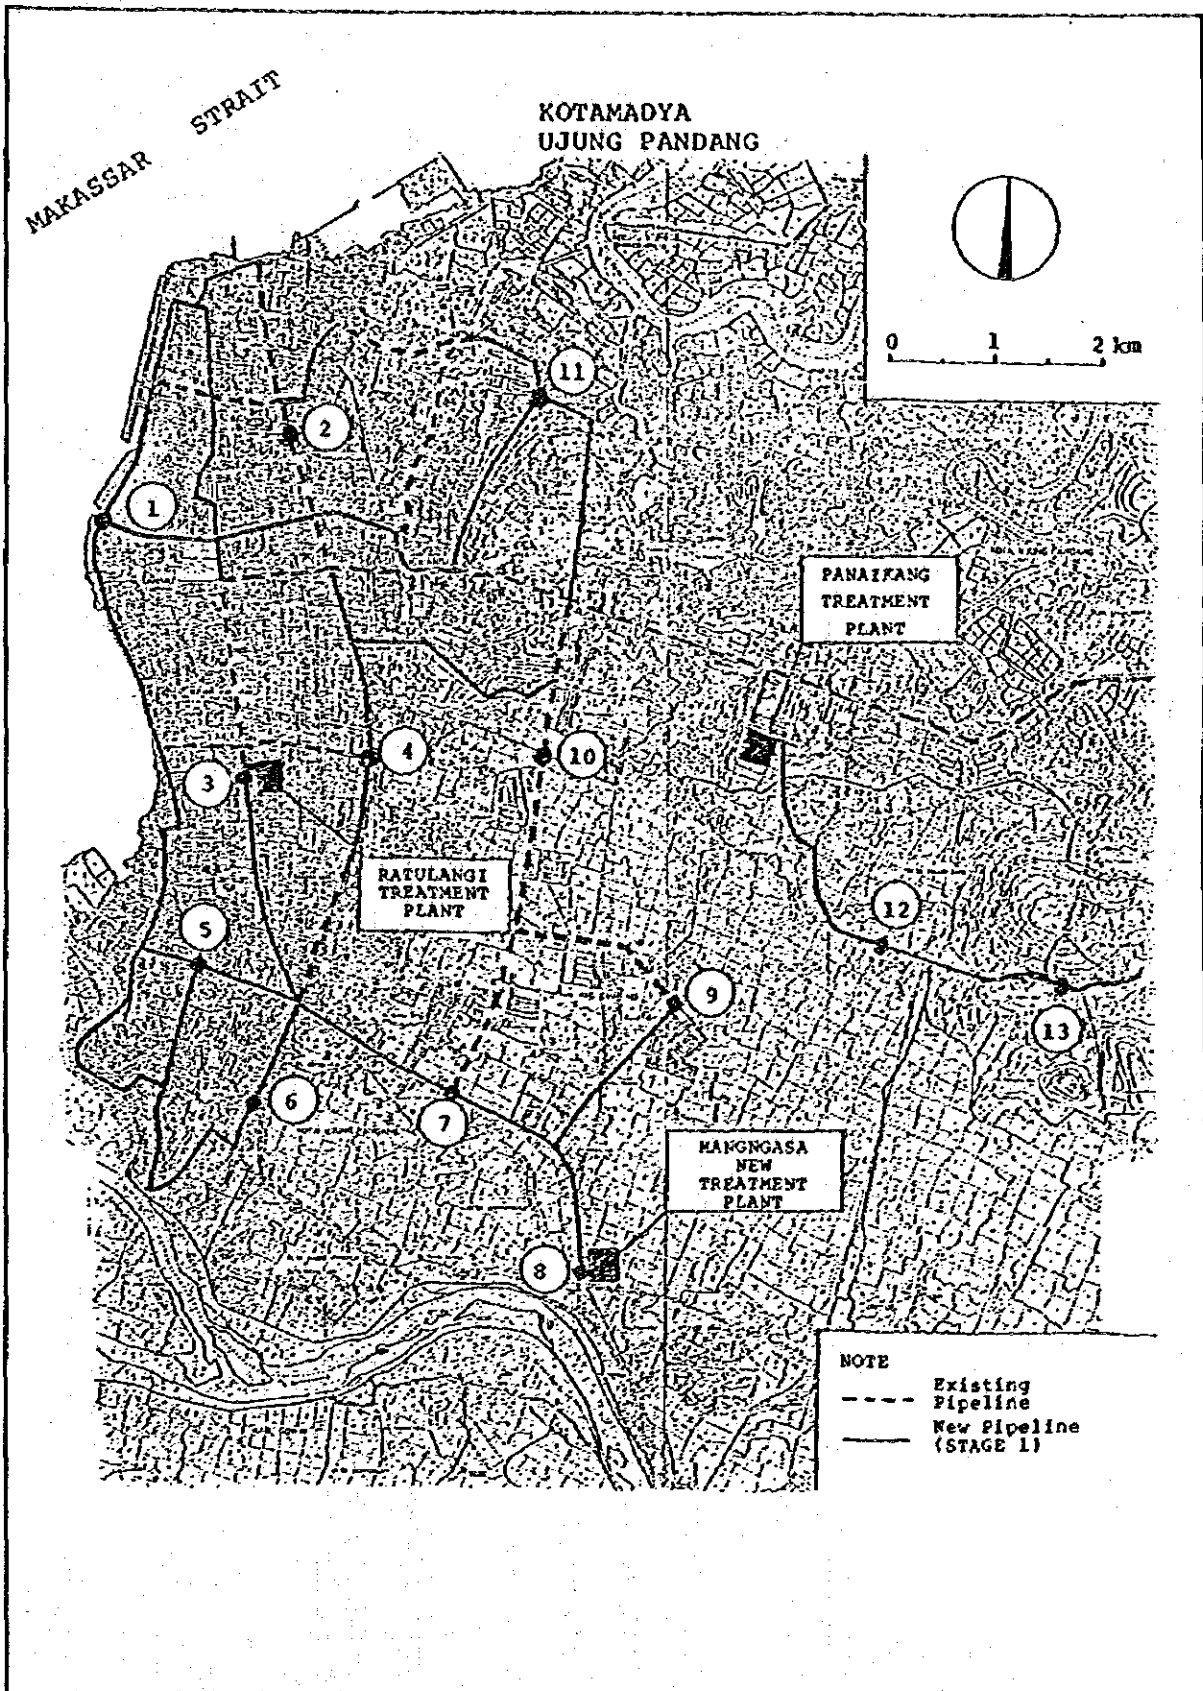 MAKASSAR STRAIT
KOTAMADYA
UJUNG PANDANG
0 1 2 km
11
2
1
PANAIKANG
TREATMENT
PLANT
4
10
3
RATULANGI
TREATMENT
PLANT
12
5
9
13
6
7
MANGNGASA
NEW
TREATMENT
PLANT
8
NOTE
Existing
Pipeline
New Pipeline
(STAGE 1)